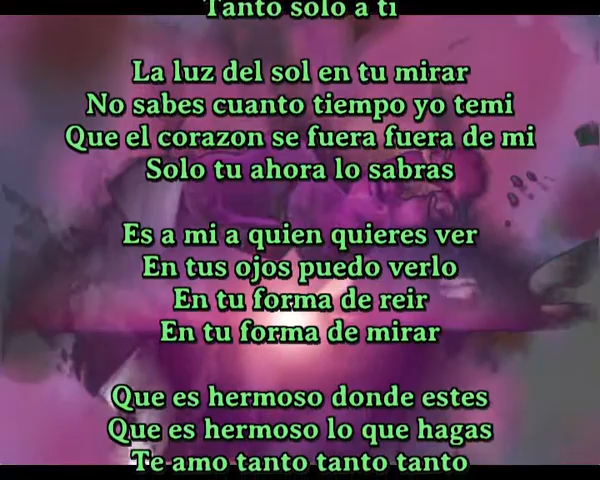 Tanto solo a ti
La luz del sol en tu mirar
No sabes cuanto tiempo yo temi
Que el corazon se fuera fuera de mi
Solo tu ahora lo sabras
Es a mi a quien quieres ver
En tus ojos puedo verlo
En tu forma de reir
En tu forma de mirar
Que es hermoso donde estes
Que es hermoso lo que hagas
Te amo tanto tanto tanto